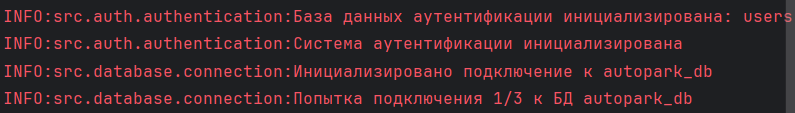 INFO:src.auth.authentication:База данных аутентификации инициализирована: users
INFO:src.auth.authentication:Система аутентификации инициализирована
INFO:src.database.connection:Инициализировано подключение к autopark_db
INFO:src.database.connection:Попытка подключения 1/3 к БД autopark_db